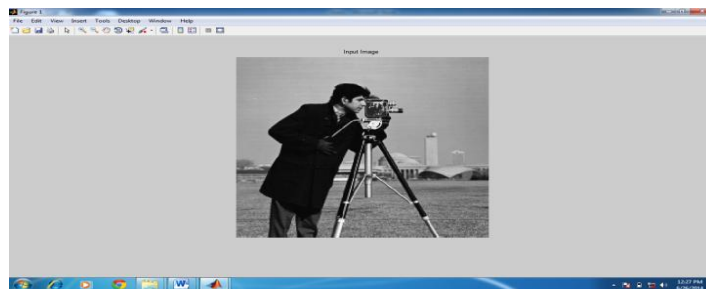 Figure 1
File Edit View Insert Tools Desktop Window Help
Input Image
12:27 PM